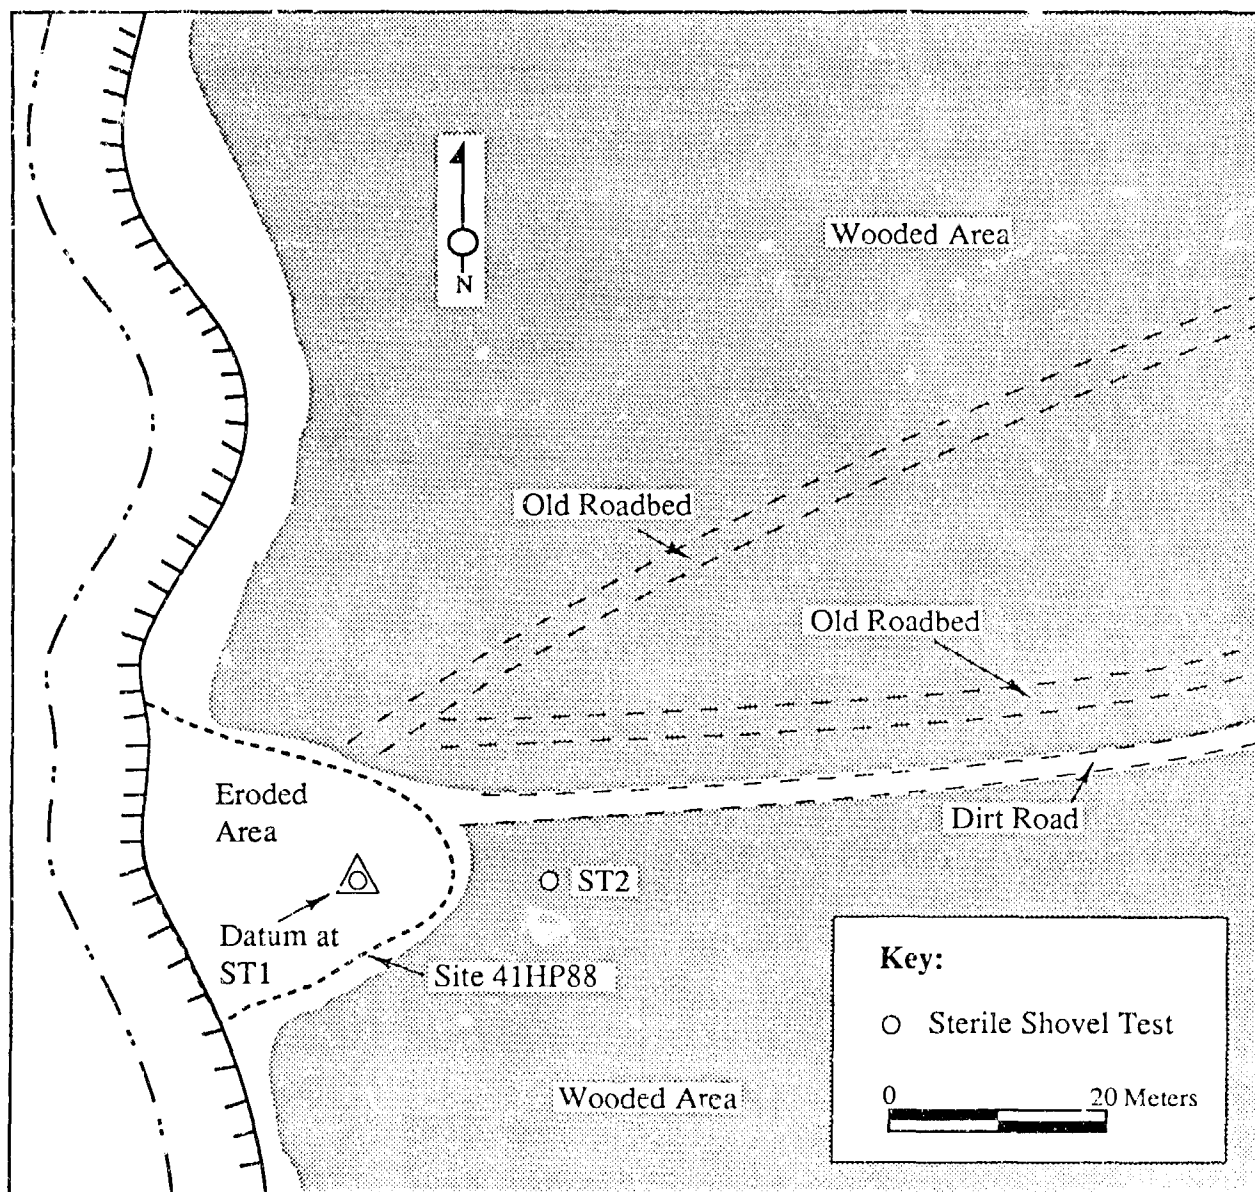 Wooded Area
N
Old Roadbed
Old Roadbed
Eroded
Area
Dirt Road
ST2
Datum at
ST1
Site 41HP88
Key:
Sterile Shovel Test
0 20 Meters
Wooded Area